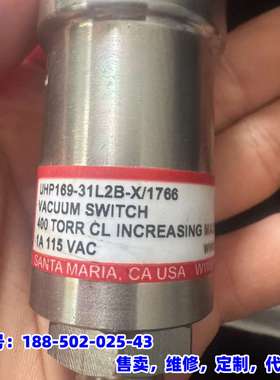 UHP169-31L2B-X/1766
VACUUM SWITCH
400 TORR CL INCREASING
1A 115 VAC
SANTA MARIA, CA USA
号：188-502-025-43
售卖，维修，定制，代